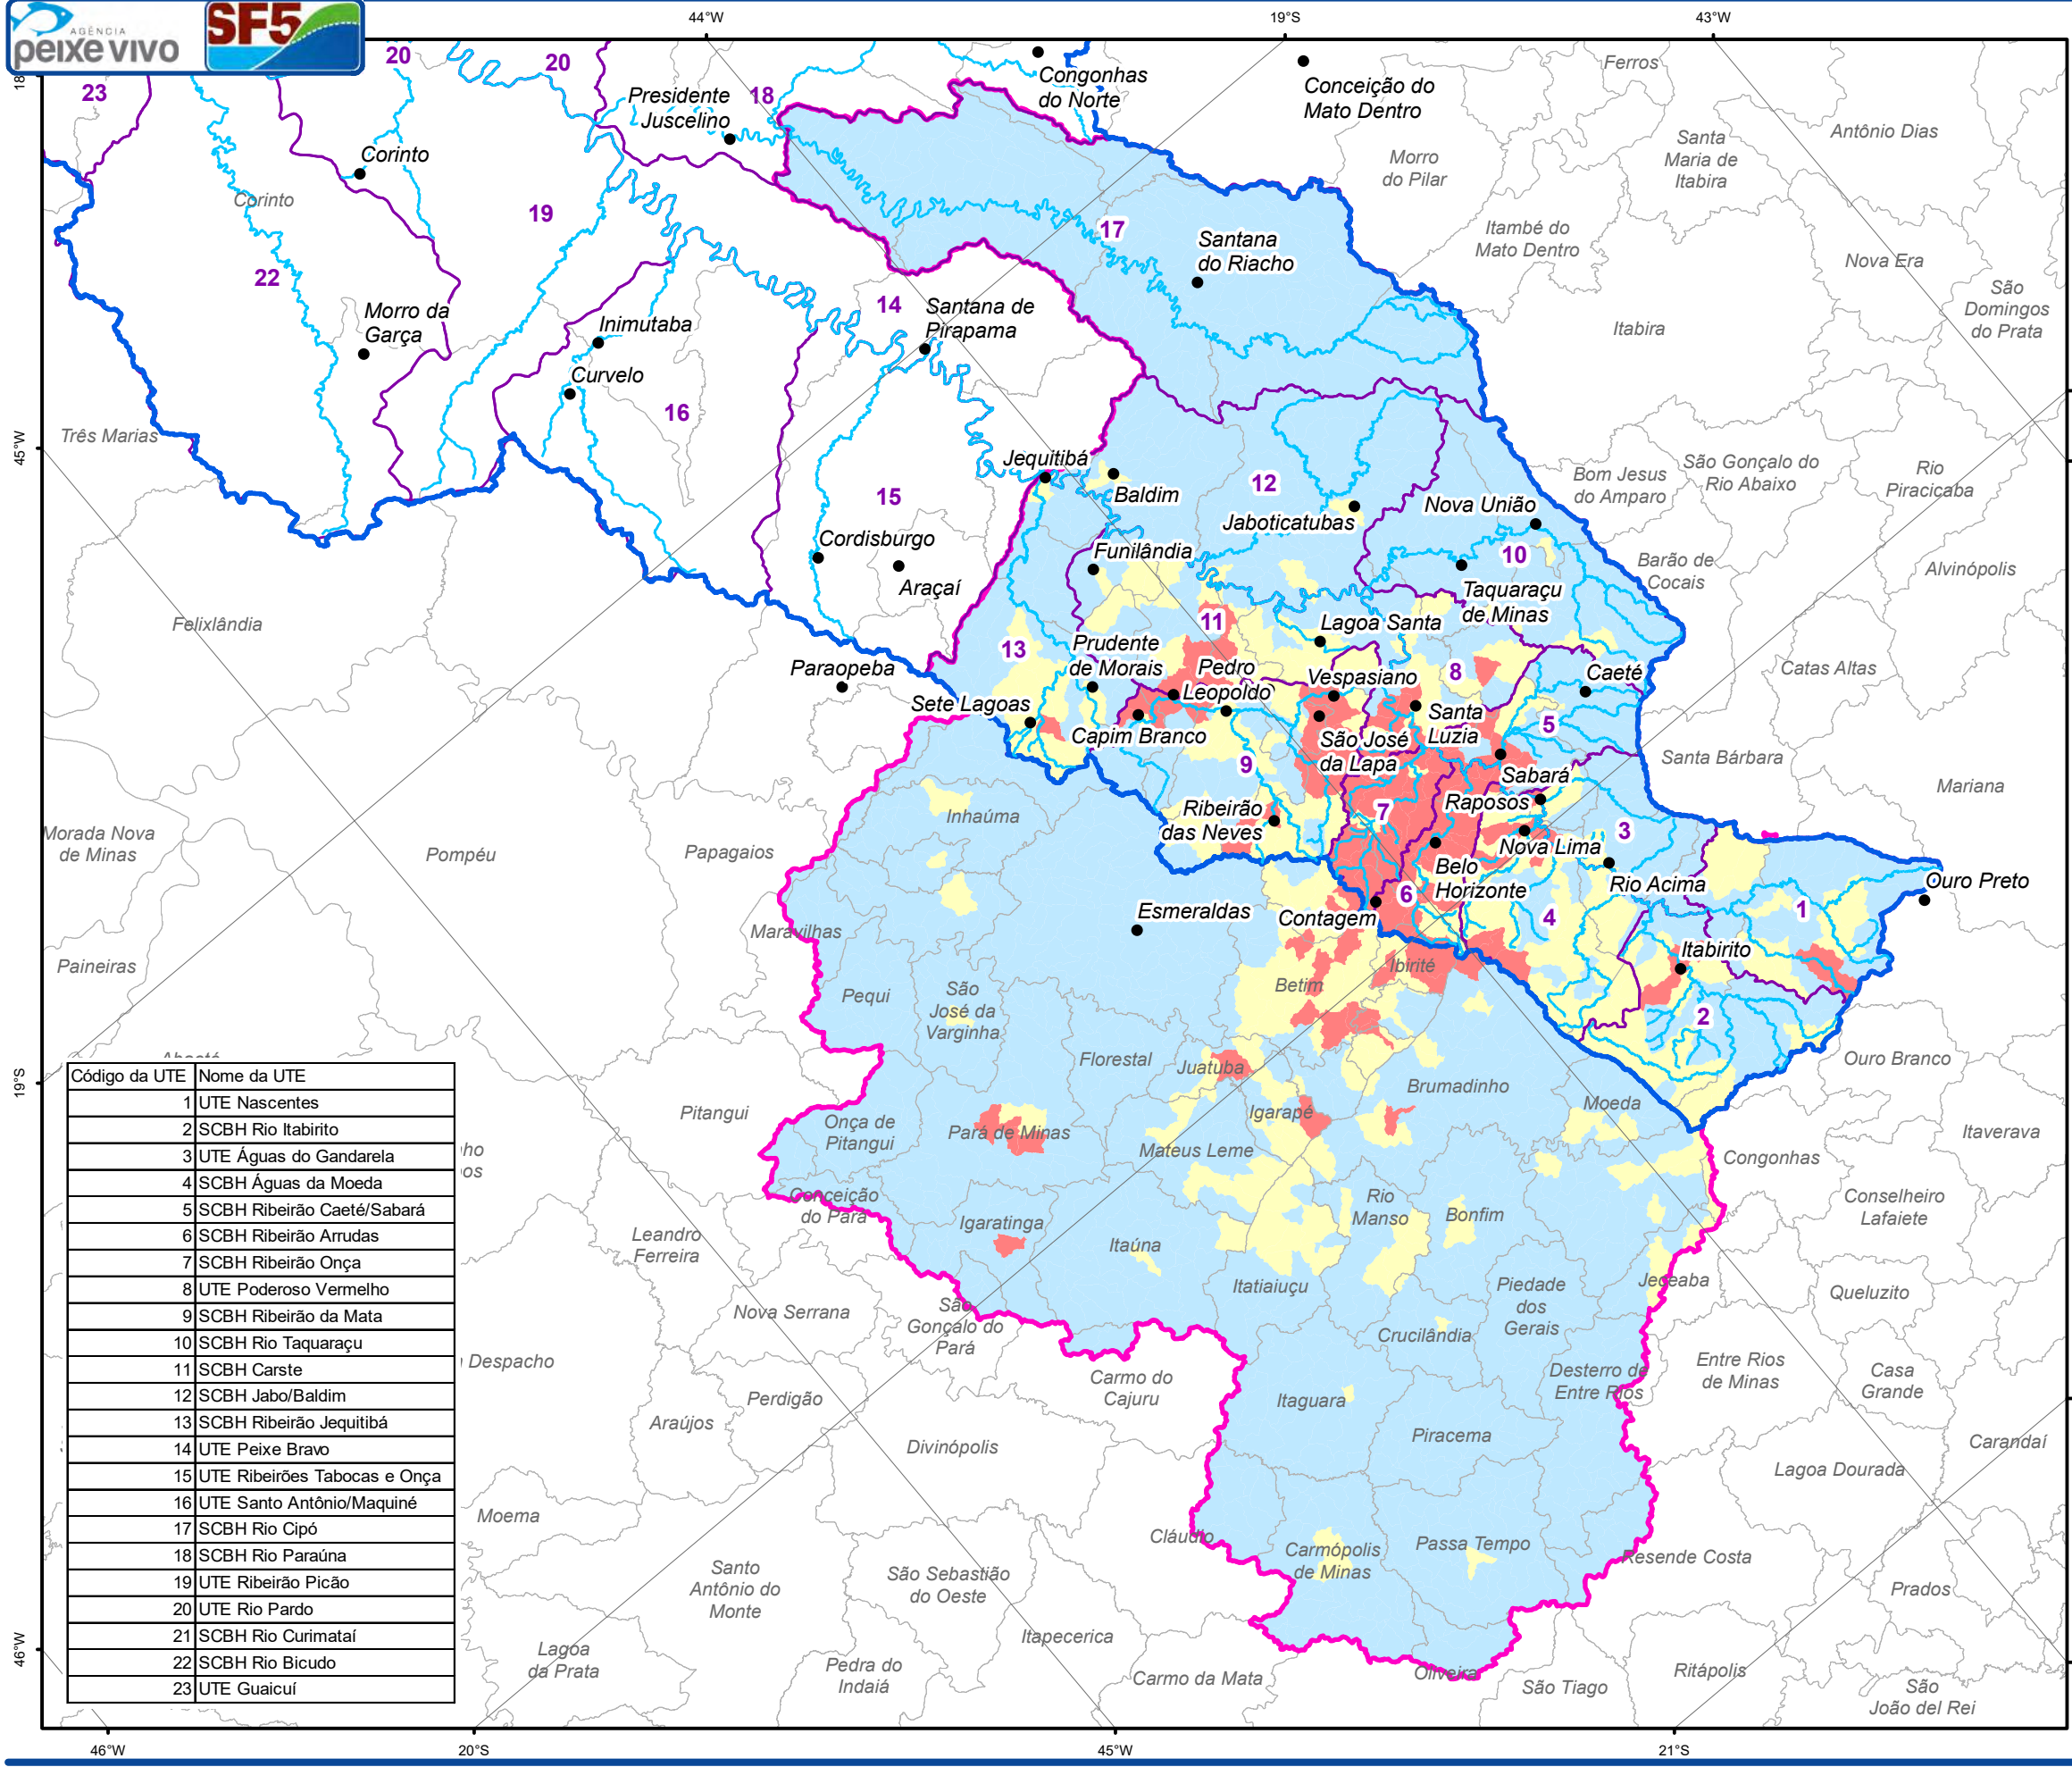 AGÊNCIA
peixe vivo
SF5
44°W
19°S
43°W
45°W
19°S
46°W
46°W
20°S
45°W
21°S
23
20
20
18
Presidente
Juscelino
Congonhas
do Norte
Conceição do
Mato Dentro
Ferros
Antônio Dias
Santa
Maria de
Itabira
Morro
do Pilar
Corinto
Corinto
19
22
17
Santana
do Riacho
Itambé do
Mato Dentro
Nova Era
São
Domingos
do Prata
Itabira
Morro da
Garça
Inimutaba
Curvelo
14
Santana de
Pirapama
16
Três Marias
Jequitibá
Baldim
12
Jaboticatubas
Nova União
Bom Jesus
do Amparo
São Gonçalo do
Rio Abaixo
Rio
Piracicaba
15
Cordisburgo
Araçaí
Funilândia
10
Taquaraçu
de Minas
Barão de
Cocais
Alvinópolis
Felixlândia
11
Lagoa Santa
13
Prudente
de Morais
Pedro
Leopoldo
Vespasiano
8
Caeté
Catas Altas
Paraopeba
Sete Lagoas
Capim Branco
São José
da Lapa
Santa
Luzia
5
Santa Bárbara
Mariana
9
Sabará
Ribeirão
das Neves
7
Raposos
3
Nova Lima
Inhaúma
Morada Nova
de Minas
Pompéu
Papagaios
Belo
Horizonte
Rio Acima
Ouro Preto
6
4
1
Esmeraldas
Contagem
Maravilhas
Itabirito
Paineiras
Ibirité
Betim
Pequi
São
José da
Varginha
2
Florestal
Juatuba
Brumadinho
Ouro Branco
Moeda
Igarapé
Pitangui
Onça de
Pitangui
Pará de Minas
Mateus Leme
Itaverava
Congonhas
Conceição
do Pará
Rio
Manso
Bonfim
Conselheiro
Lafaiete
Leandro
Ferreira
Igaratinga
Itaúna
Itatiaiuçu
Jeceaba
Queluzito
Nova Serrana
São
Gonçalo do
Pará
Piedade
dos
Gerais
Crucilândia
Despacho
Perdigão
Carmo do
Cajuru
Itaguara
Desterro de
Entre Rios
Entre Rios
de Minas
Casa
Grande
Araújos
Divinópolis
Piracema
Carandaí
Lagoa Dourada
Moema
Cláudio
Carmópolis
de Minas
Passa Tempo
Resende Costa
Santo
Antônio do
Monte
São Sebastião
do Oeste
Prados
Itapecerica
Lagoa
da Prata
Pedra do
Indaiá
Carmo da Mata
Oliveira
São Tiago
Ritápolis
São
João del Rei
Código da UTE Nome da UTE
1 UTE Nascentes
2 SCBH Rio Itabirito
3 UTE Águas do Gandarela
4 SCBH Águas da Moeda
5 SCBH Ribeirão Caeté/Sabará
6 SCBH Ribeirão Arrudas
7 SCBH Ribeirão Onça
8 UTE Poderoso Vermelho
9 SCBH Ribeirão da Mata
10 SCBH Rio Taquaraçu
11 SCBH Carste
12 SCBH Jabo/Baldim
13 SCBH Ribeirão Jequitibá
14 UTE Peixe Bravo
15 UTE Ribeirões Tabocas e Onça
16 UTE Santo Antônio/Maquiné
17 SCBH Rio Cipó
18 SCBH Rio Paraúna
19 UTE Ribeirão Picão
20 UTE Rio Pardo
21 SCBH Rio Curimataí
22 SCBH Rio Bicudo
23 UTE Guaicuí